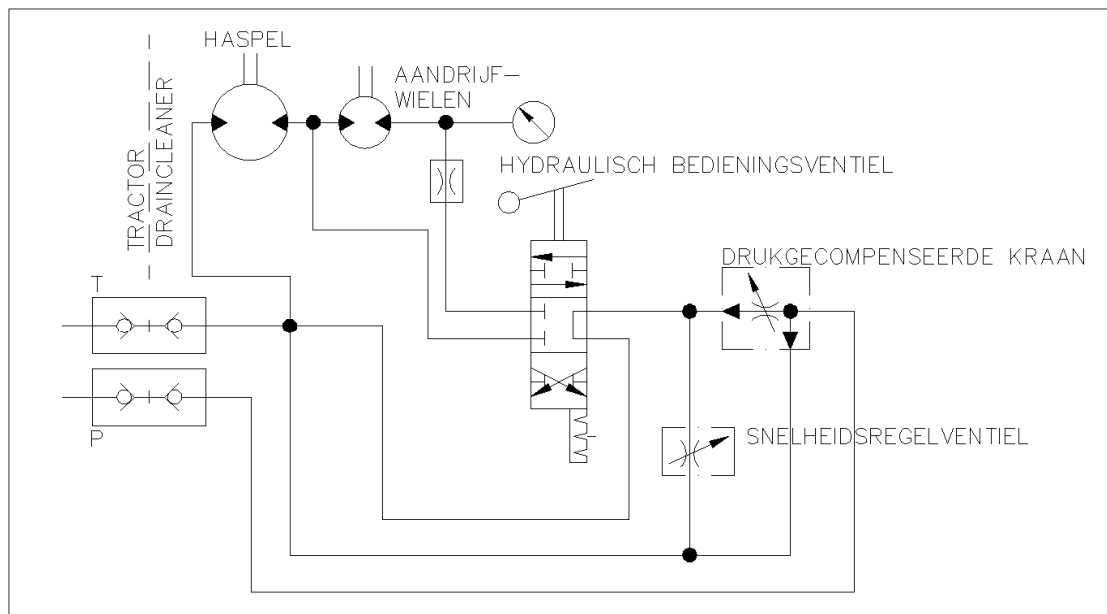 HASPEL
AANDRIJF-
WIELEN
TRACTOR
DRAINCLEANER
HYDRAULISCH BEDIENINGSVENTIEL
DRUKGECOMPENSEERDE KRAAN
T
P
SNELHEIDSREGELVENTIEL